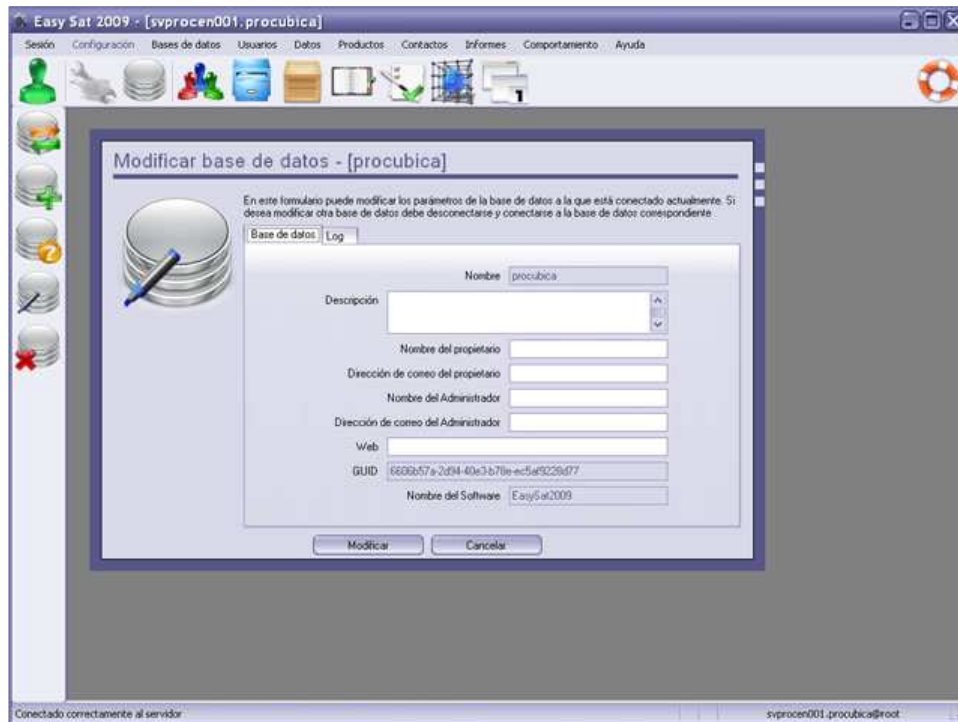 Easy Sat 2009 - [svprocen001.procubica]
Sesión Configuración Bases de datos Usuarios Datos Productos Contactos Informes Comportamiento Ayuda
1
Modificar base de datos - [procubica]
En este formulario puede modificar los parámetros de la base de datos a la que está conectado actualmente. Si
desea modificar otra base de datos debe desconectarse y conectarse a la base de datos correspondiente
Base de datos Log
Nombre procubica
Descripción
Nombre del propietario
Dirección de correo del propietario
Nombre del Administrador
Dirección de correo del Administrador
Web
GUID 6606b57a-2d94-40e3-b78e-ec5af9228d77
Nombre del Software EasySat2009
Modificar Cancelar
Conectado correctamente al servidor svprocen001.procubica@root